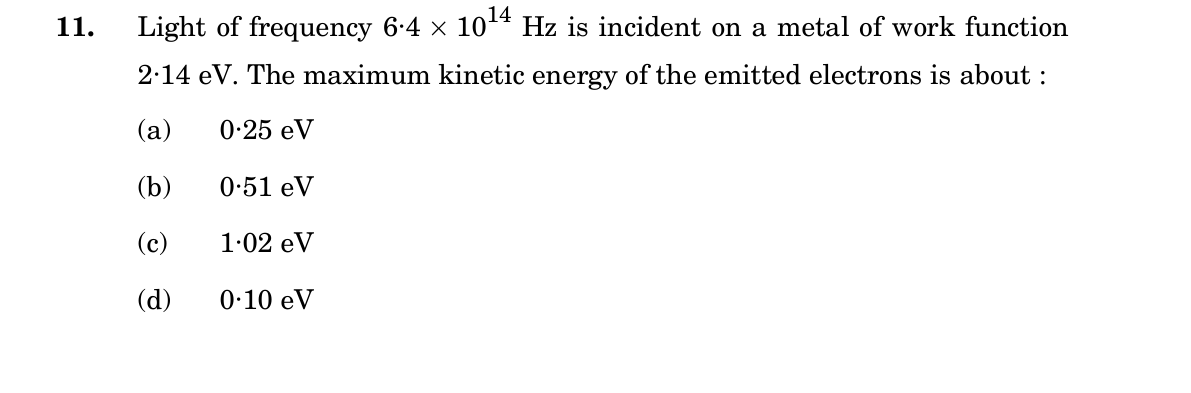 11. Light of frequency 6·4 × 10¹⁴ Hz is incident on a metal of work function
2·14 eV. The maximum kinetic energy of the emitted electrons is about :
(a) 0·25 eV
(b) 0·51 eV
(c) 1·02 eV
(d) 0·10 eV